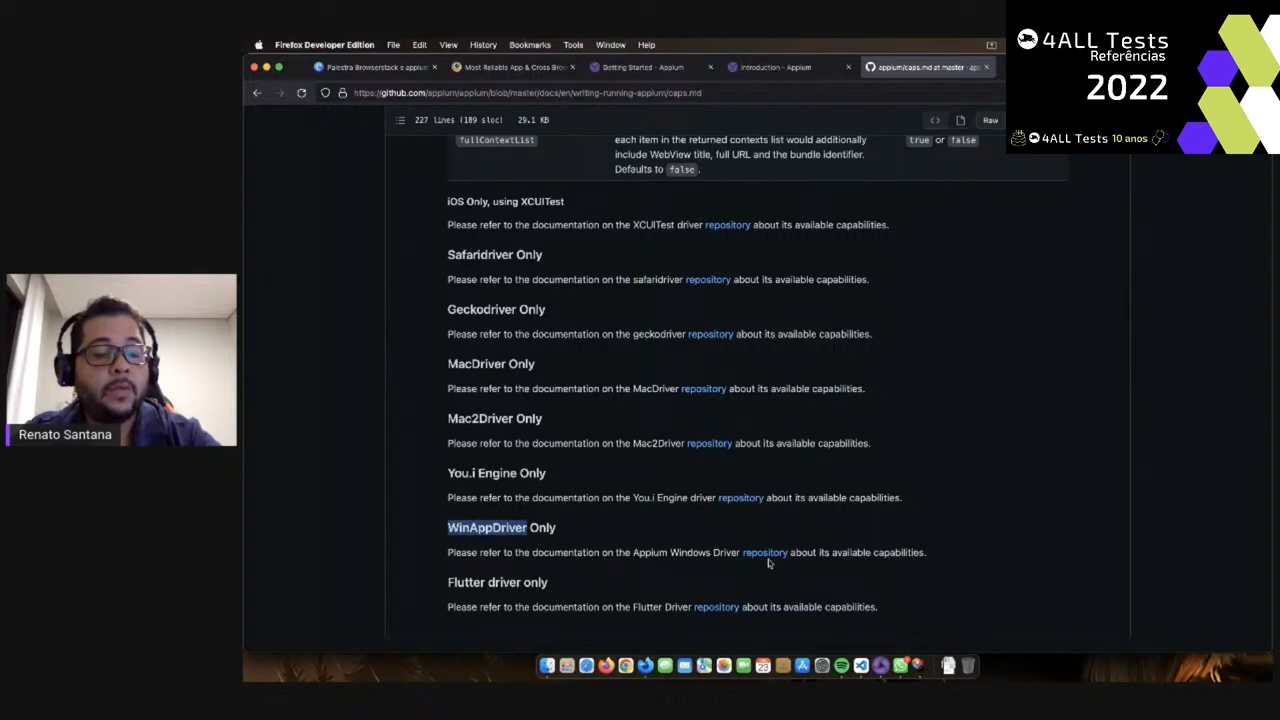 Firefox Developer Edition File Edit View History Bookmarks Tools Window Help
Palestra Browserstack e appium
Most Reliable App & Cross Brow
Getting Started - Appium
Introduction - Appium
appium/caps.md at master · app
https://github.com/appium/appium/blob/master/docs/en/writing-running-appium/caps.md
227 lines (189 sloc) 29.1 KB
Raw
4ALL Tests
Referências
2022
4ALL Tests 10 anos
fullContextList
each item in the returned contexts list would additionally
include WebView title, full URL and the bundle identifier.
Defaults to false.
true or
false
iOS Only, using XCUITest
Please refer to the documentation on the XCUITest driver repository about its available capabilities.
Safaridriver Only
Please refer to the documentation on the safaridriver repository about its available capabilities.
Geckodriver Only
Please refer to the documentation on the geckodriver repository about its available capabilities.
MacDriver Only
Please refer to the documentation on the MacDriver repository about its available capabilities.
Mac2Driver Only
Please refer to the documentation on the Mac2Driver repository about its available capabilities.
You.i Engine Only
Please refer to the documentation on the You.i Engine driver repository about its available capabilities.
WinAppDriver Only
Please refer to the documentation on the Appium Windows Driver repository about its available capabilities.
Flutter driver only
Please refer to the documentation on the Flutter Driver repository about its available capabilities.
Renato Santana
23